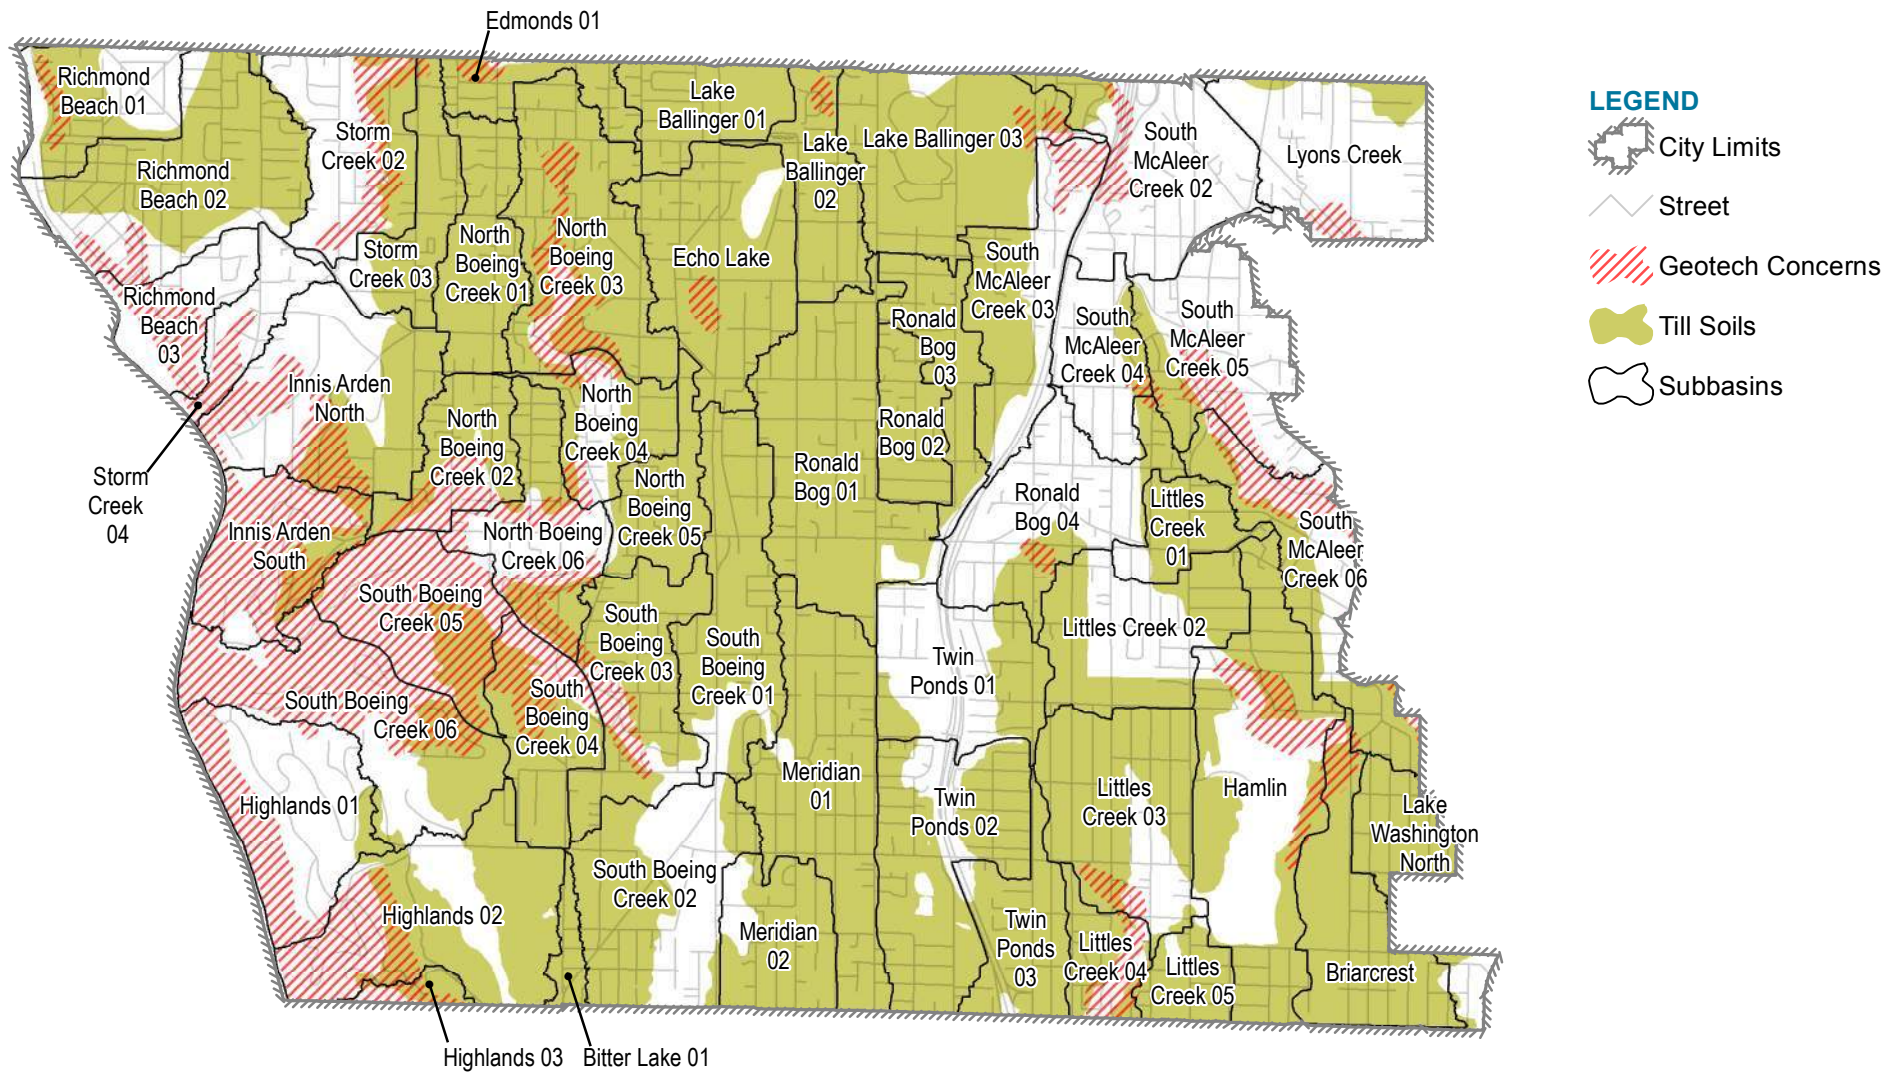 Edmonds 01
Richmond
Beach 01
Storm
Creek 02
Richmond
Beach 02
Lake
Ballinger 01
Lake
Ballinger
02
Lake Ballinger 03
South
McAleer
Creek 02
Lyons Creek
LEGEND
City Limits
Street
Geotech Concerns
Till Soils
Subbasins
Storm
Creek 03
North
Boeing
Creek 01
North
Boeing
Creek 03
Echo Lake
South
McAleer
Creek 03
Richmond
Beach
03
Ronald
Bog
03
South
McAleer
Creek 04
South
McAleer
Creek 05
Innis Arden
North
North
Boeing
Creek 02
North
Boeing
Creek 04
Ronald
Bog 02
Storm
Creek
04
Ronald
Bog 01
North
Boeing
Creek 05
Ronald
Bog 04
Littles
Creek
01
Innis Arden
South
North Boeing
Creek 06
South
McAleer
Creek 06
South Boeing
Creek 05
South
Boeing
Creek 03
South
Boeing
Creek 01
Littles Creek 02
Twin
Ponds 01
South Boeing
Creek 06
South
Boeing
Creek 04
Highlands 01
Meridian
01
Twin
Ponds 02
Littles
Creek 03
Hamlin
Lake
Washington
North
South Boeing
Creek 02
Highlands 02
Meridian
02
Twin
Ponds
03
Littles
Creek 04
Littles
Creek 05
Briarcrest
Highlands 03
Bitter Lake 01